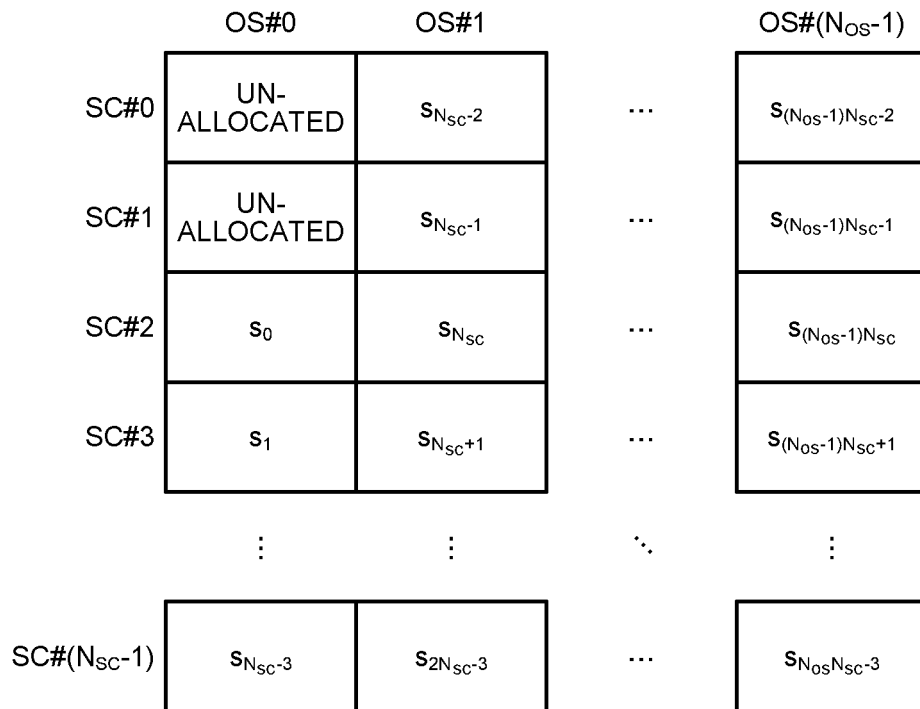 OS#0 OS#1 OS#(N_OS-1)
SC#0 UN-ALLOCATED s_{N_SC-2} ... s_{(N_OS-1)N_SC-2}
SC#1 UN-ALLOCATED s_{N_SC-1} ... s_{(N_OS-1)N_SC-1}
SC#2 s_0 s_{N_SC} ... s_{(N_OS-1)N_SC}
SC#3 s_1 s_{N_SC+1} ... s_{(N_OS-1)N_SC+1}
⋮ ⋮ ⋱ ⋮
SC#(N_SC-1) s_{N_SC-3} s_{2N_SC-3} ... s_{N_OSN_SC-3}